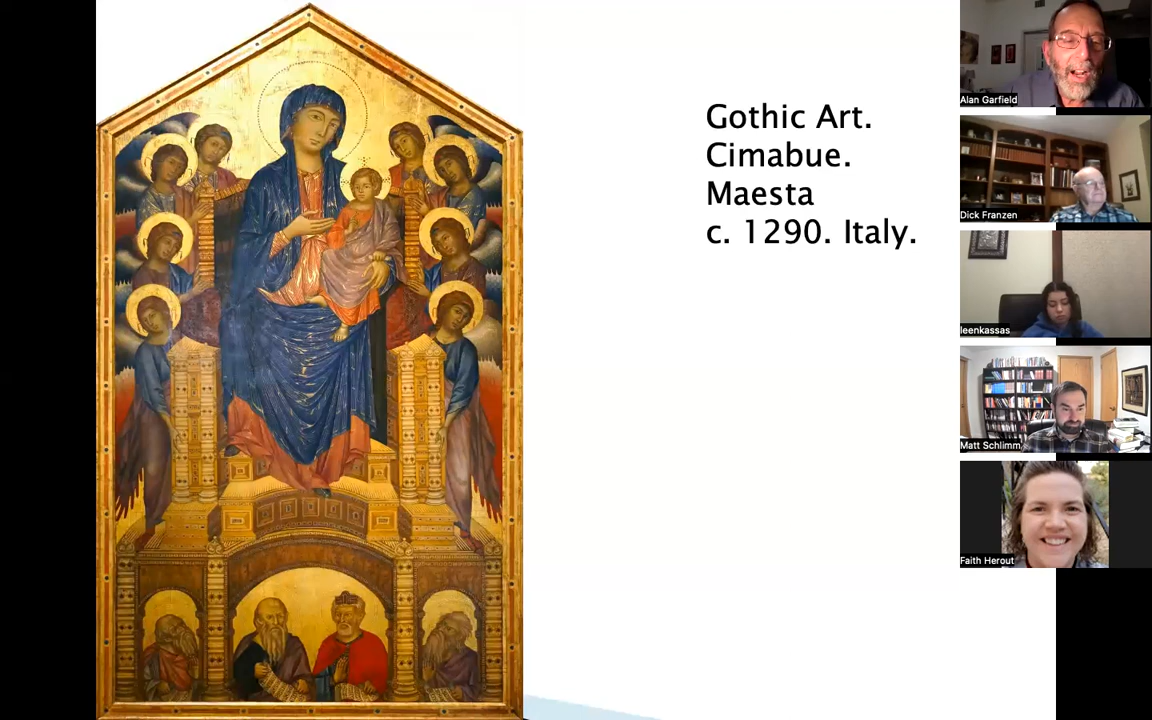 Gothic Art.
Cimabue.
Maesta
c. 1290. Italy.
Alan Garfield
Dick Franzen
leenkassas
Matt Schlimm
Faith Herout